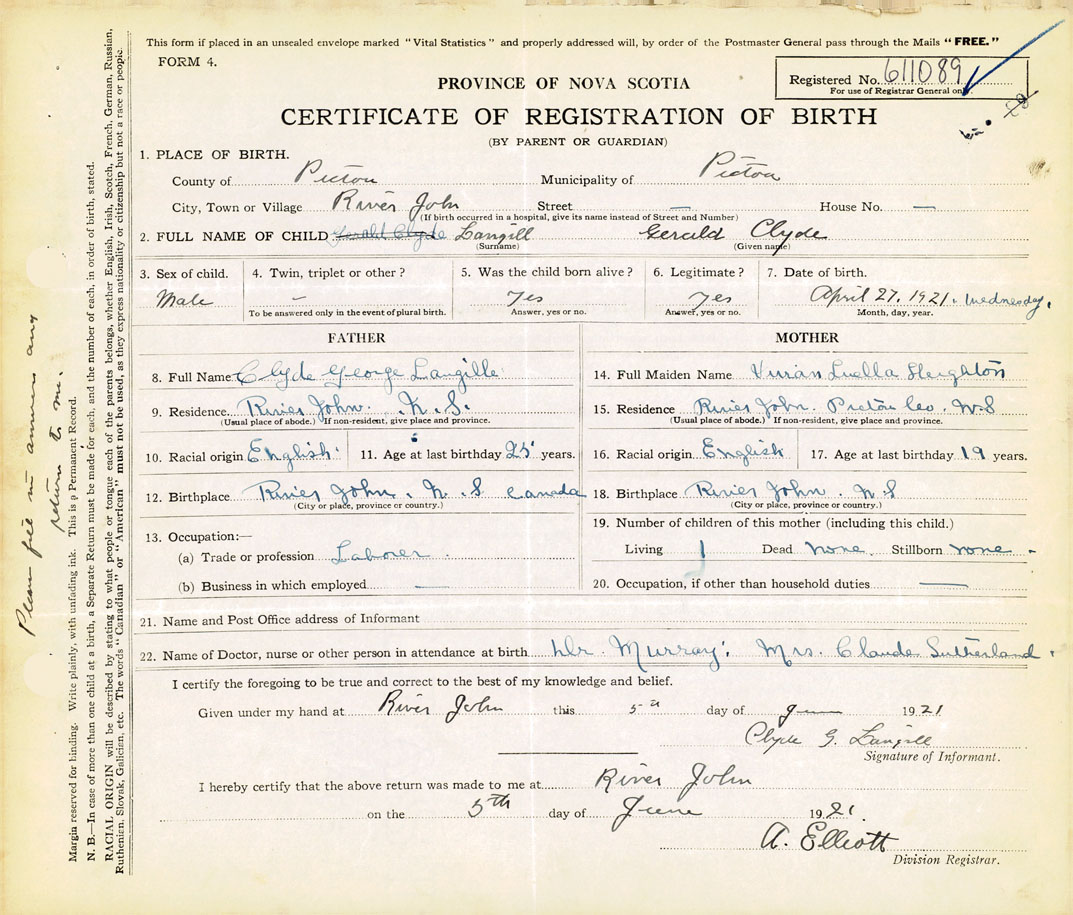 This form if placed in an unsealed envelope marked "Vital Statistics" and properly addressed will, by order of the Postmaster General pass through the Mails "FREE."
FORM 4.
Registered No. 611089
For use of Registrar General only
PROVINCE OF NOVA SCOTIA
CERTIFICATE OF REGISTRATION OF BIRTH
(BY PARENT OR GUARDIAN)
1. PLACE OF BIRTH.
County of Pictou Municipality of Pictou
City, Town or Village River John Street — House No. —
(If birth occurred in a hospital, give its name instead of Street and Number)
2. FULL NAME OF CHILD Gerald Clyde Langill Gerald Clyde
(Surname) (Given name)
3. Sex of child. 4. Twin, triplet or other? 5. Was the child born alive? 6. Legitimate? 7. Date of birth.
Male – Yes Yes April 27, 1921. Wednesday.
To be answered only in the event of plural birth. Answer, yes or no. Answer, yes or no. Month, day, year.
FATHER
8. Full Name Clyde George Langille
9. Residence River John. N.S.
(Usual place of abode.) If non-resident, give place and province.
10. Racial origin English. 11. Age at last birthday 25 years.
12. Birthplace River John. N.S Canada
(City or place, province or country.)
13. Occupation:—
(a) Trade or profession Laborer
(b) Business in which employed —
MOTHER
14. Full Maiden Name Vivian Luella Heighton
15. Residence River John. Pictou Co. N.S
(Usual place of abode.) If non-resident, give place and province.
16. Racial origin English 17. Age at last birthday 19 years.
18. Birthplace River John. N.S
(City or place, province or country.)
19. Number of children of this mother (including this child.)
Living 1 Dead none. Stillborn none -
20. Occupation, if other than household duties —
21. Name and Post Office address of Informant
22. Name of Doctor, nurse or other person in attendance at birth Dr. Murray. Mrs. Claude Sutherland.
I certify the foregoing to be true and correct to the best of my knowledge and belief.
Given under my hand at River John this 5th day of June 1921
Clyde G. Langill
Signature of Informant.
I hereby certify that the above return was made to me at River John
on the 5th day of June 1921.
A. Elliott
Division Registrar.
Please fill in answers any
return to m.
Margin reserved for binding. Write plainly, with unfading ink. This is a Permanent Record.
N. B.—In case of more than one child at a birth, a Separate Return must be made for each, and the number of each, in order of birth, stated.
RACIAL ORIGIN will be described by stating to what people or tongue each of the parents belongs, whether English, Irish, Scotch, French, German, Russian,
Ruthenian, Slovak, Galician, etc. The words "Canadian" or "American" must not be used, as they express nationality or citizenship but not a race or people.